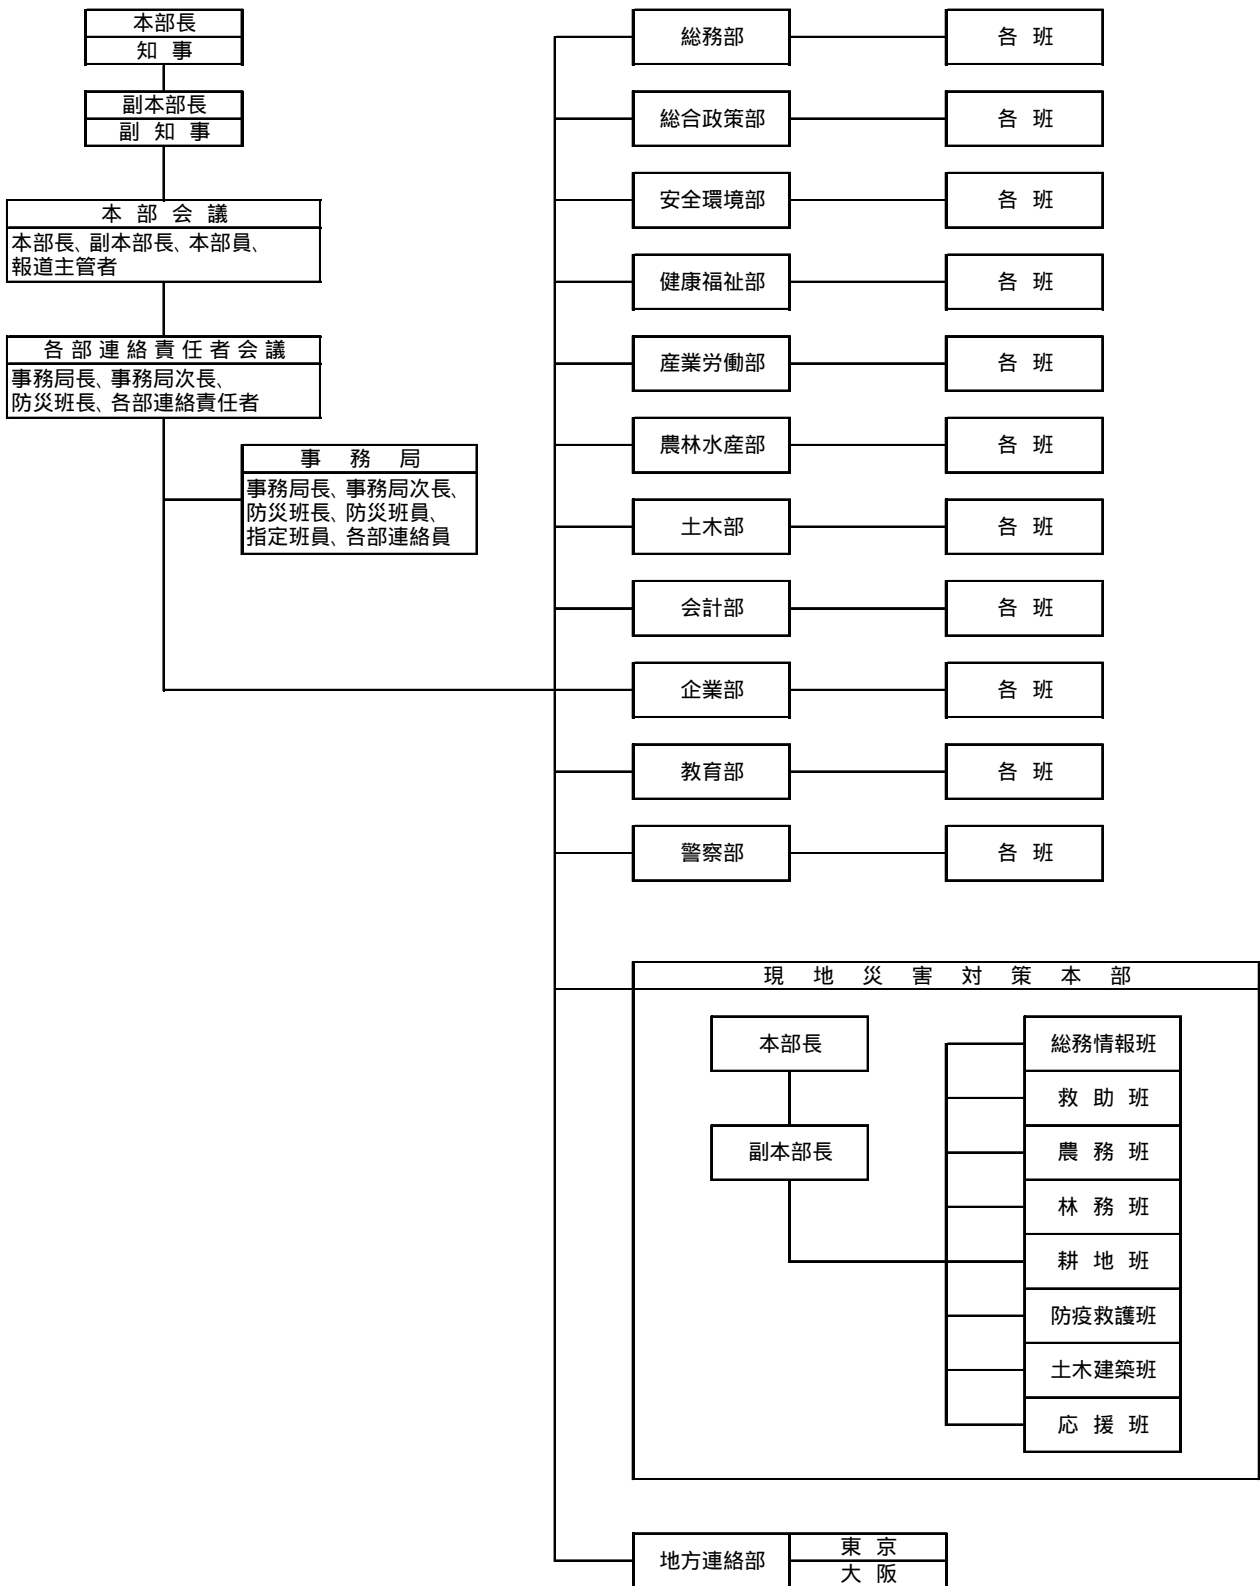 本部長
知 事
副本部長
副 知 事
本 部 会 議
本部長、副本部長、本部員、
報道主管者
各 部 連 絡 責 任 者 会 議
事務局長、事務局次長、
防災班長、各部連絡責任者
事 務 局
事務局長、事務局次長、
防災班長、防災班員、
指定班員、各部連絡員
総務部
各 班
総合政策部
各 班
安全環境部
各 班
健康福祉部
各 班
産業労働部
各 班
農林水産部
各 班
土木部
各 班
会計部
各 班
企業部
各 班
教育部
各 班
警察部
各 班
現 地 災 害 対 策 本 部
本部長
副本部長
総務情報班
救 助 班
農 務 班
林 務 班
耕 地 班
防疫救護班
土木建築班
応 援 班
地方連絡部
東 京
大 阪